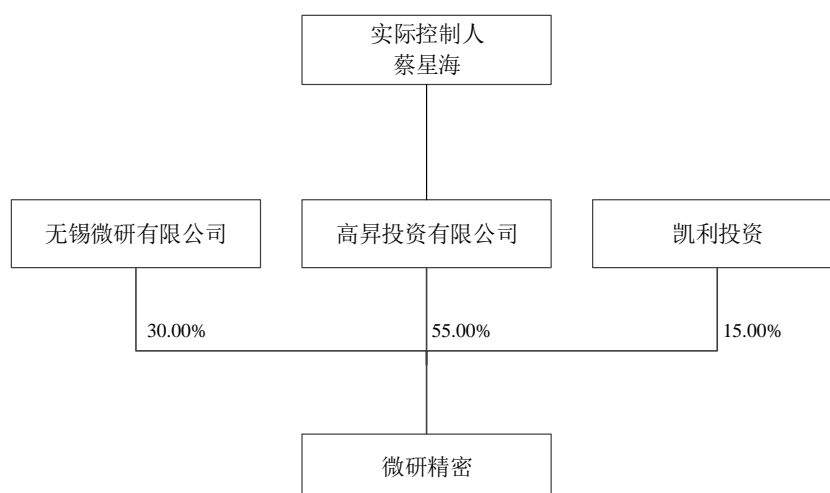 实际控制人
蔡星海
无锡微研有限公司
高昇投资有限公司
凯利投资
30.00%
55.00%
15.00%
微研精密